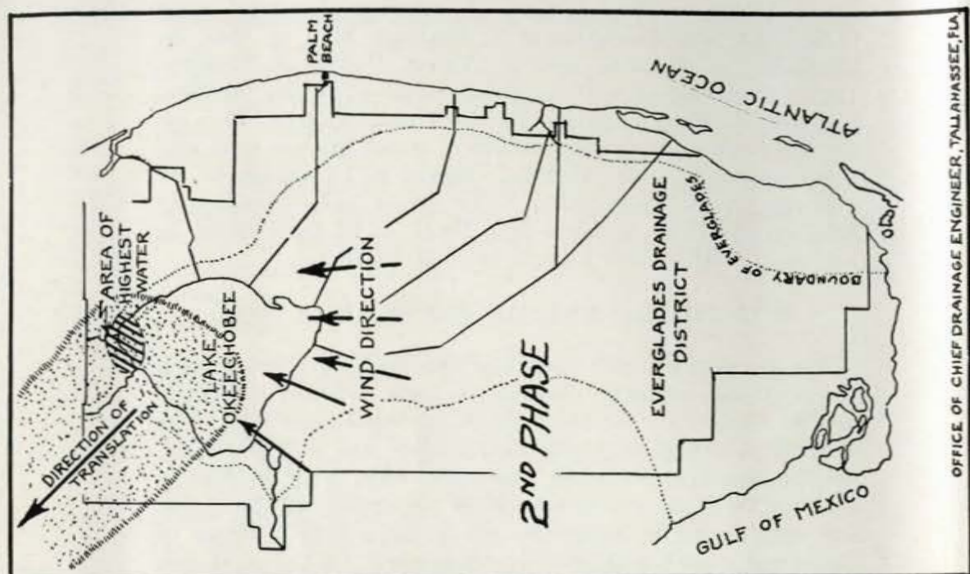 PALM
BEACH
ATLANTIC OCEAN
AREA OF
HIGHEST
WATER
LAKE
OKEECHOBEE
DIRECTION OF
TRANSLATION
WIND DIRECTION
2ND PHASE
EVERGLADES DRAINAGE
DISTRICT
BOUNDARY OF EVERGLADES
GULF OF MEXICO
OFFICE OF CHIEF DRAINAGE ENGINEER, TALLAHASSEE, FLA.